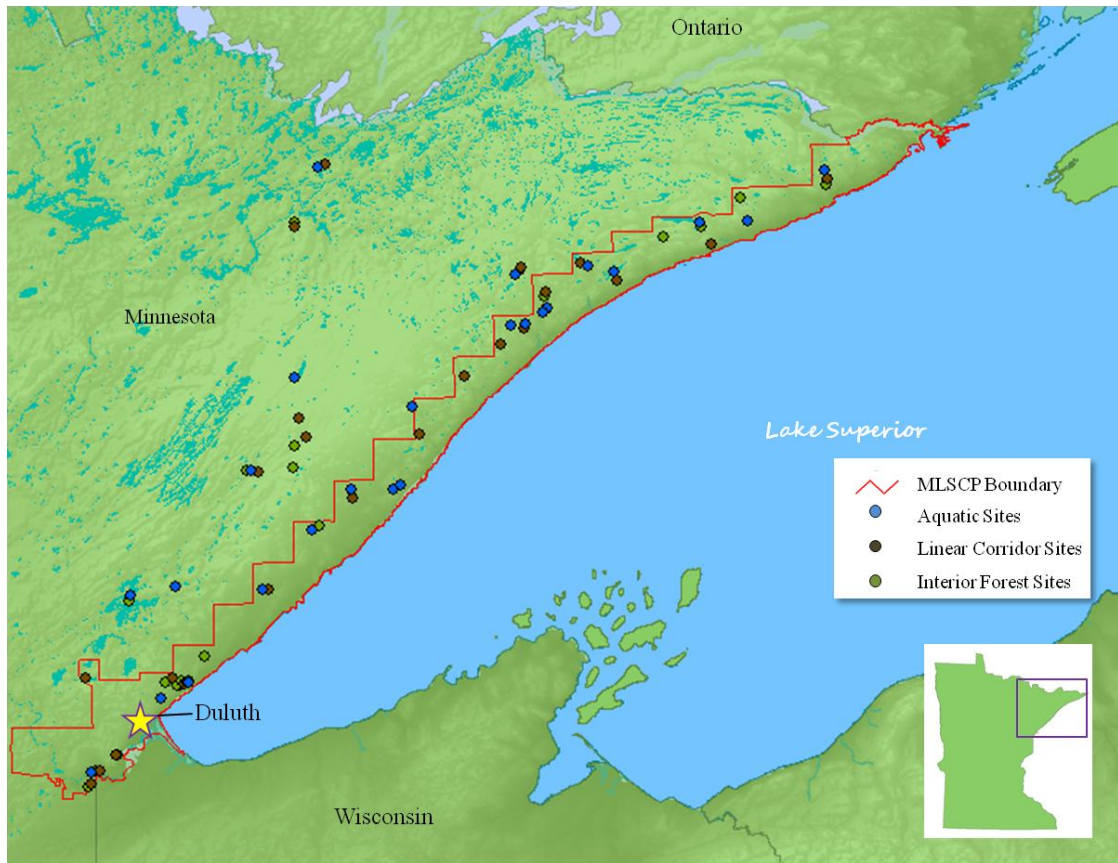 Ontario
Minnesota
Lake Superior
MLSCP Boundary
Aquatic Sites
Linear Corridor Sites
Interior Forest Sites
Duluth
Wisconsin